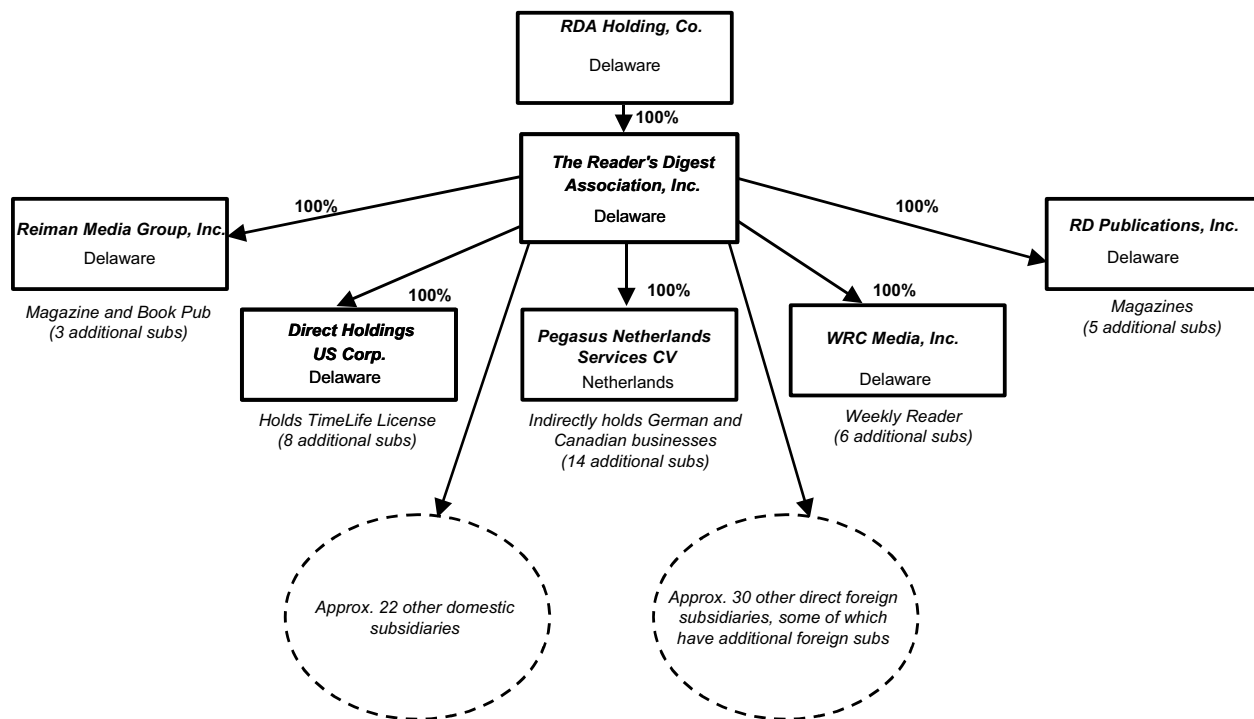 RDA Holding, Co.
Delaware
100%
The Reader's Digest
Association, Inc.
Delaware
100%
100%
Reiman Media Group, Inc.
Delaware
Magazine and Book Pub
(3 additional subs)
RD Publications, Inc.
Delaware
Magazines
(5 additional subs)
100%
100%
100%
Direct Holdings
US Corp.
Delaware
Holds TimeLife License
(8 additional subs)
Pegasus Netherlands
Services CV
Netherlands
Indirectly holds German and
Canadian businesses
(14 additional subs)
WRC Media, Inc.
Delaware
Weekly Reader
(6 additional subs)
Approx. 22 other domestic
subsidiaries
Approx. 30 other direct foreign
subsidiaries, some of which
have additional foreign subs